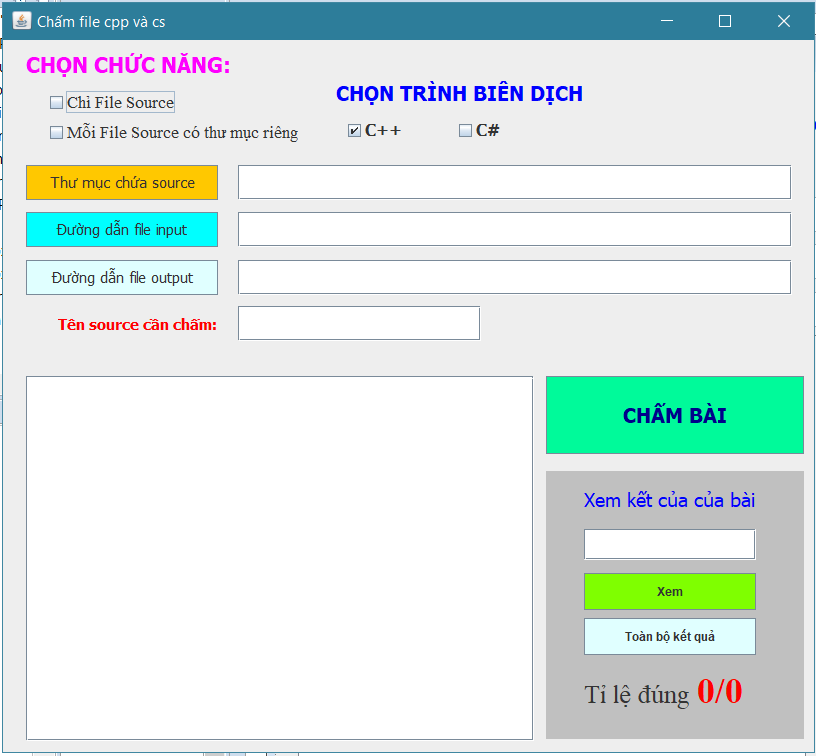 Chấm file cpp và cs
CHỌN CHỨC NĂNG:
CHỌN TRÌNH BIÊN DỊCH
Chỉ File Source
Mỗi File Source có thư mục riêng
C++
C#
Thư mục chứa source
Đường dẫn file input
Đường dẫn file output
Tên source cần chấm:
CHẤM BÀI
Xem kết của của bài
Xem
Toàn bộ kết quả
Tỉ lệ đúng 0/0